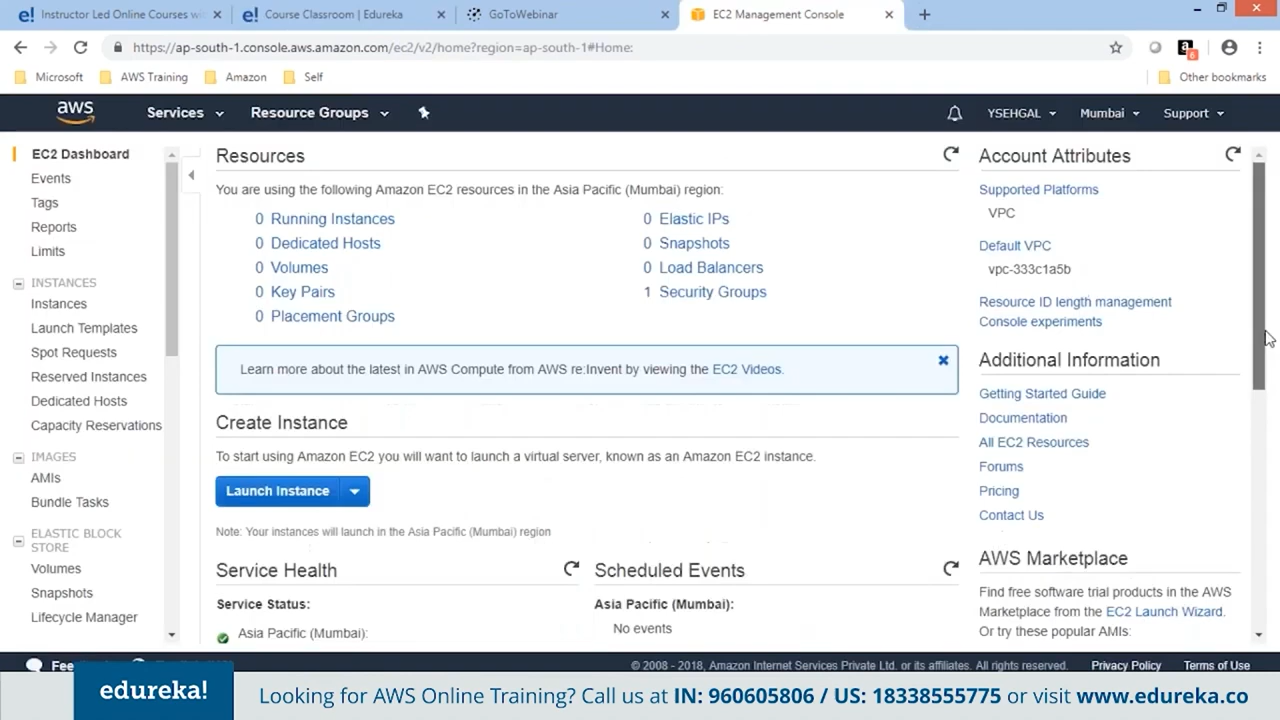 Instructor Led Online Courses wit
Course Classroom | Edureka
GoToWebinar
EC2 Management Console
https://ap-south-1.console.aws.amazon.com/ec2/v2/home?region=ap-south-1#Home:
Microsoft
AWS Training
Amazon
Self
Other bookmarks
aws
Services
Resource Groups
YSEHGAL
Mumbai
Support
EC2 Dashboard
Events
Tags
Reports
Limits
INSTANCES
Instances
Launch Templates
Spot Requests
Reserved Instances
Dedicated Hosts
Capacity Reservations
IMAGES
AMIs
Bundle Tasks
ELASTIC BLOCK
STORE
Volumes
Snapshots
Lifecycle Manager
Resources
You are using the following Amazon EC2 resources in the Asia Pacific (Mumbai) region:
0 Running Instances
0 Elastic IPs
0 Dedicated Hosts
0 Snapshots
0 Volumes
0 Load Balancers
0 Key Pairs
1 Security Groups
0 Placement Groups
Learn more about the latest in AWS Compute from AWS re:Invent by viewing the EC2 Videos.
Create Instance
To start using Amazon EC2 you will want to launch a virtual server, known as an Amazon EC2 instance.
Launch Instance
Note: Your instances will launch in the Asia Pacific (Mumbai) region
Service Health
Service Status:
Asia Pacific (Mumbai):
Scheduled Events
Asia Pacific (Mumbai):
No events
Account Attributes
Supported Platforms
VPC
Default VPC
vpc-333c1a5b
Resource ID length management
Console experiments
Additional Information
Getting Started Guide
Documentation
All EC2 Resources
Forums
Pricing
Contact Us
AWS Marketplace
Find free software trial products in the AWS
Marketplace from the EC2 Launch Wizard.
Or try these popular AMIs:
Fee
© 2008 - 2018, Amazon Internet Services Private Ltd. or its affiliates. All rights reserved.
Privacy Policy
Terms of Use
edureka!
Looking for AWS Online Training? Call us at IN: 960605806 / US: 18338555775 or visit www.edureka.co